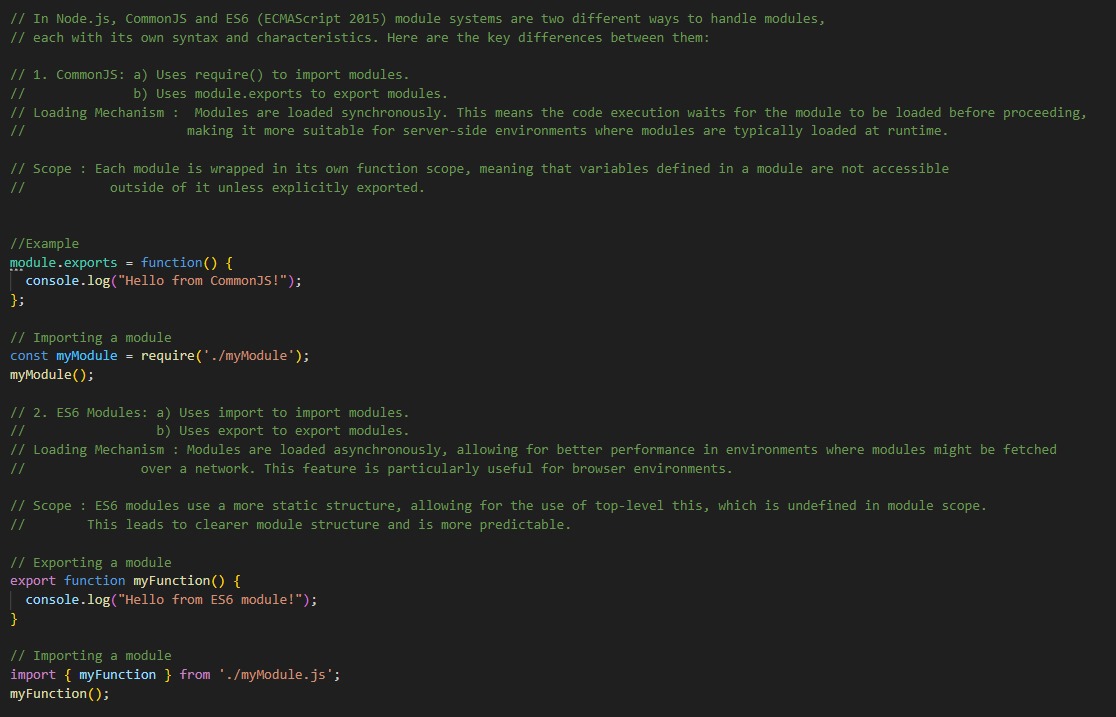 // In Node.js, CommonJS and ES6 (ECMAScript 2015) module systems are two different ways to handle modules,
// each with its own syntax and characteristics. Here are the key differences between them:
// 1. CommonJS: a) Uses require() to import modules.
//              b) Uses module.exports to export modules.
// Loading Mechanism :  Modules are loaded synchronously. This means the code execution waits for the module to be loaded before proceeding,
//                     making it more suitable for server-side environments where modules are typically loaded at runtime.
// Scope : Each module is wrapped in its own function scope, meaning that variables defined in a module are not accessible
//           outside of it unless explicitly exported.
//Example
module.exports = function() {
  console.log("Hello from CommonJS!");
};
// Importing a module
const myModule = require('./myModule');
myModule();
// 2. ES6 Modules: a) Uses import to import modules.
//                 b) Uses export to export modules.
// Loading Mechanism : Modules are loaded asynchronously, allowing for better performance in environments where modules might be fetched
//               over a network. This feature is particularly useful for browser environments.
// Scope : ES6 modules use a more static structure, allowing for the use of top-level this, which is undefined in module scope.
//        This leads to clearer module structure and is more predictable.
// Exporting a module
export function myFunction() {
  console.log("Hello from ES6 module!");
}
// Importing a module
import { myFunction } from './myModule.js';
myFunction();